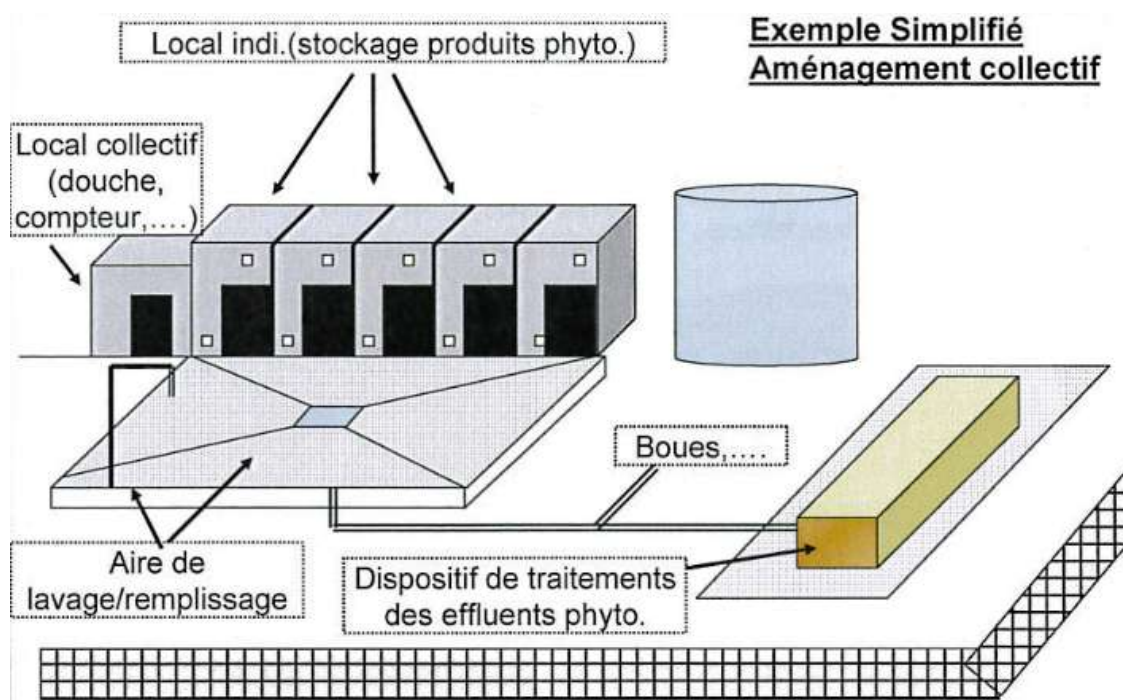 Local indi.(stockage produits phyto.)
Exemple Simplifié
Aménagement collectif
Local collectif
(douche,
compteur,....)
Boues,....
Aire de
lavage/remplissage
Dispositif de traitements
des effluents phyto.